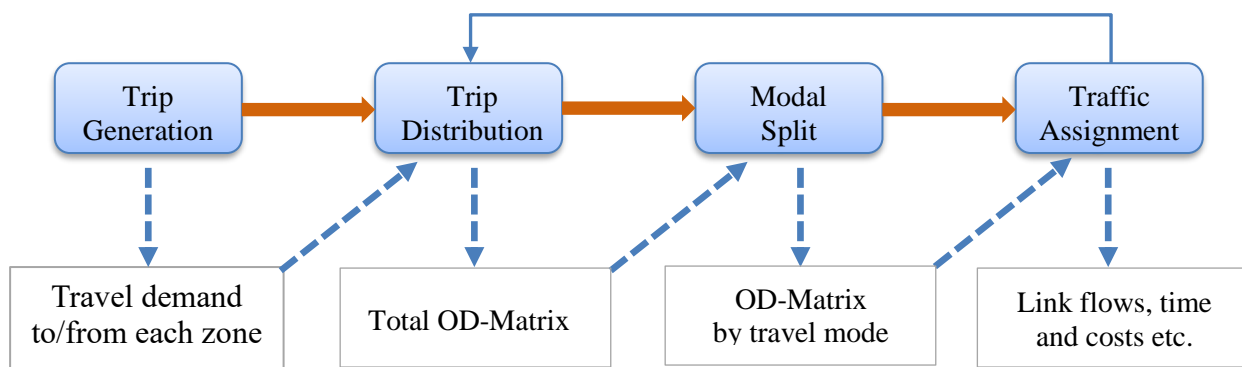 Trip
Generation
Trip
Distribution
Modal
Split
Traffic
Assignment
Travel demand
to/from each zone
Total OD-Matrix
OD-Matrix
by travel mode
Link flows, time
and costs etc.